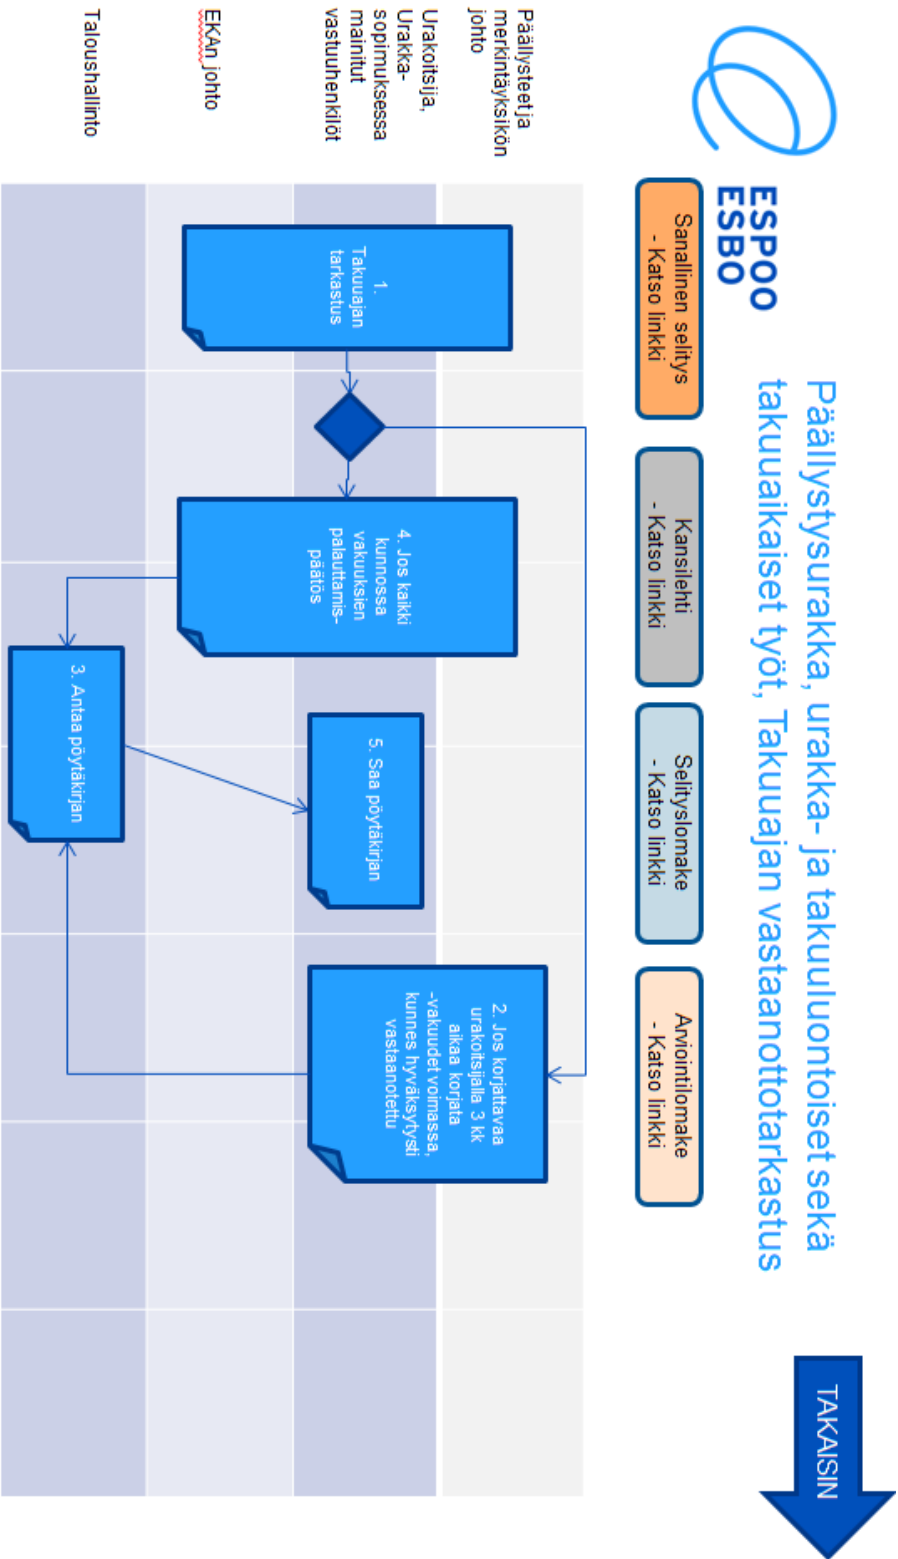 ESPOO
ESBO
Päällystysurakka, urakka- ja takuuluontoiset sekä
takuuaikaiset työt, Takuuajan vastaanottotarkastus
TAKAISIN
Sanallinen selitys
- Katso linkki
Kansilehti
- Katso linkki
Selityslomake
- Katso linkki
Arviointilomake
- Katso linkki
Päällysteet ja
merkintäyksikön
johto
Urakoitsija,
Urakka-
sopimuksessa
mainitut
vastuuhenkilöt
EKAn johto
Taloushallinto
1.
Takuuajan
tarkastus
4. Jos kaikki
kunnossa
vakuuksien
palauttamis-
päätös
3. Antaa pöytäkirjan
5. Saa pöytäkirjan
2. Jos korjattavaa
urakoitsijalla 3 kk
aikaa korjata
-vakuudet voimassa,
kunnes hyväksytysti
vastaanotettu